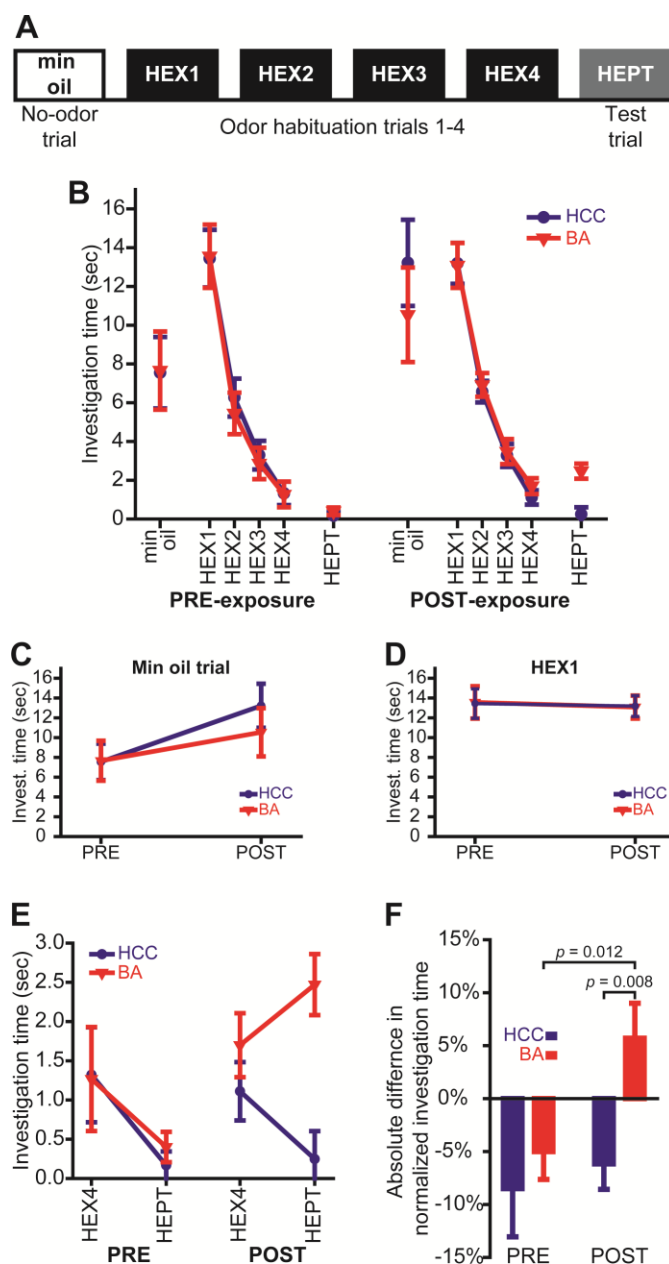 A
min oil
HEX1
HEX2
HEX3
HEX4
HEPT
No-odor trial
Odor habituation trials 1-4
Test trial
B
Investigation time (sec)
16
14
12
10
8
6
4
2
0
HCC
BA
min oil
HEX1
HEX2
HEX3
HEX4
HEPT
min oil
HEX1
HEX2
HEX3
HEX4
HEPT
PRE-exposure
POST-exposure
C
Min oil trial
Invest. time (sec)
16
14
12
10
8
6
4
2
0
HCC
BA
PRE
POST
D
HEX1
Invest. time (sec)
16
14
12
10
8
6
4
2
0
HCC
BA
PRE
POST
E
Investigation time (sec)
3.0
2.5
2.0
1.5
1.0
0.5
0.0
HCC
BA
HEX4
HEPT
HEX4
HEPT
PRE
POST
F
Absolute differnce in
normalized investigation time
15%
10%
5%
0%
-5%
-10%
-15%
p = 0.012
p = 0.008
HCC
BA
PRE
POST